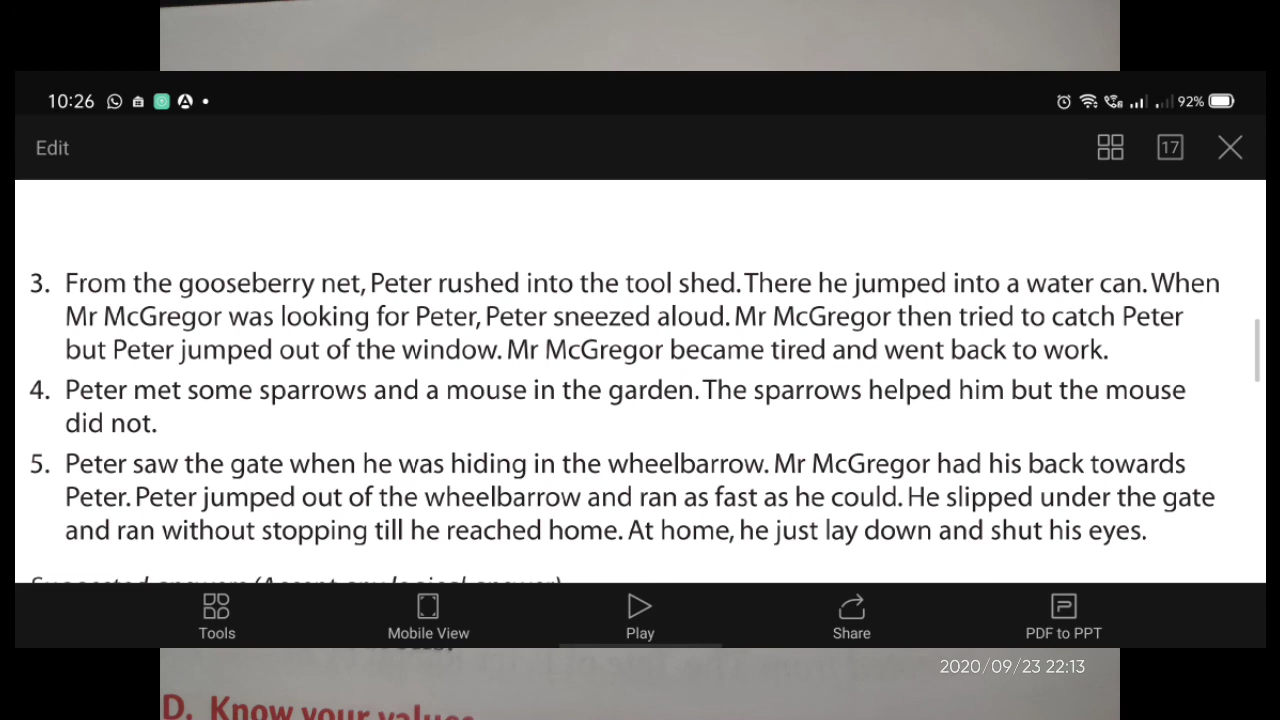 10:26
92%
Edit
17
3. From the gooseberry net, Peter rushed into the tool shed. There he jumped into a water can. When
Mr McGregor was looking for Peter, Peter sneezed aloud. Mr McGregor then tried to catch Peter
but Peter jumped out of the window. Mr McGregor became tired and went back to work.
4. Peter met some sparrows and a mouse in the garden. The sparrows helped him but the mouse
did not.
5. Peter saw the gate when he was hiding in the wheelbarrow. Mr McGregor had his back towards
Peter. Peter jumped out of the wheelbarrow and ran as fast as he could. He slipped under the gate
and ran without stopping till he reached home. At home, he just lay down and shut his eyes.
Suggested answers (Accept any logical answer)
Tools
Mobile View
Play
Share
PDF to PPT
2020/09/23 22:13
D. Know your values